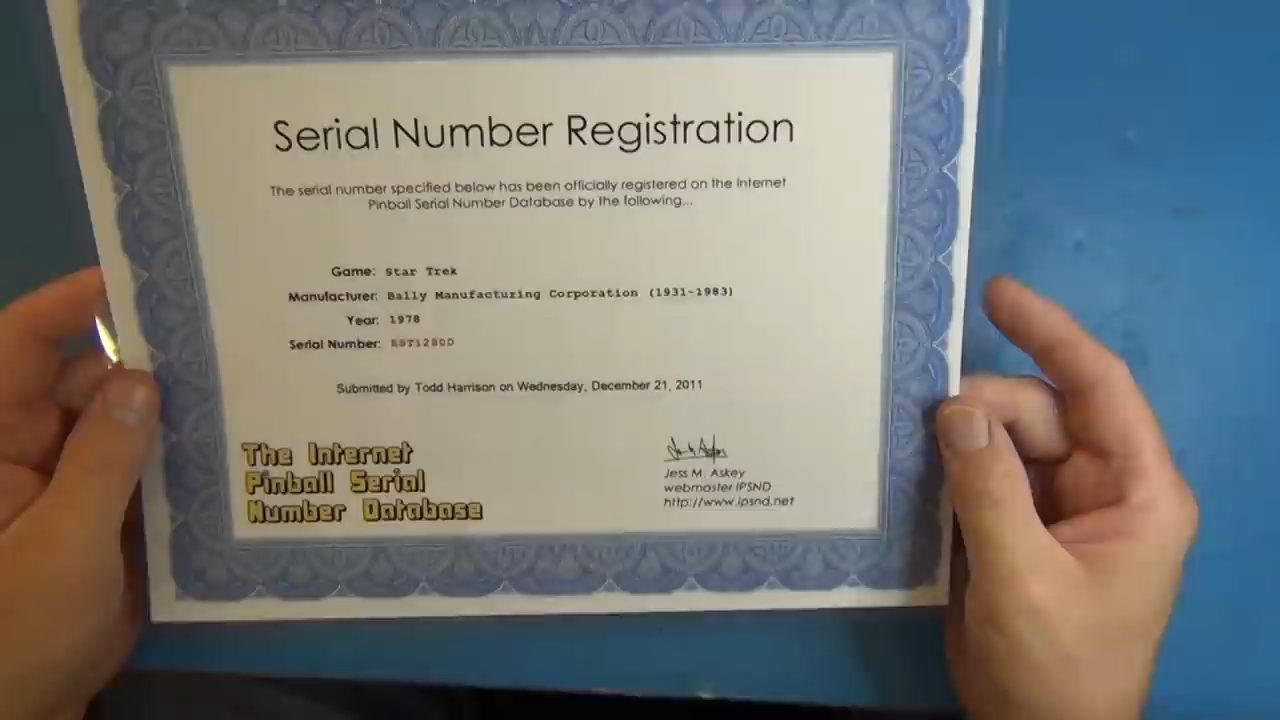 Serial Number Registration
The serial number specified below has been officially registered on the Internet
Pinball Serial Number Database by the following...
Game: Star Trek
Manufacturer: Bally Manufacturing Corporation (1931-1983)
Year: 1978
Serial Number:
Submitted by Todd Harrison on Wednesday, December 21, 2011
The Internet
Pinball Serial
Number Database
Jess M. Askey
webmaster IPSND
http://www.ipsnd.net